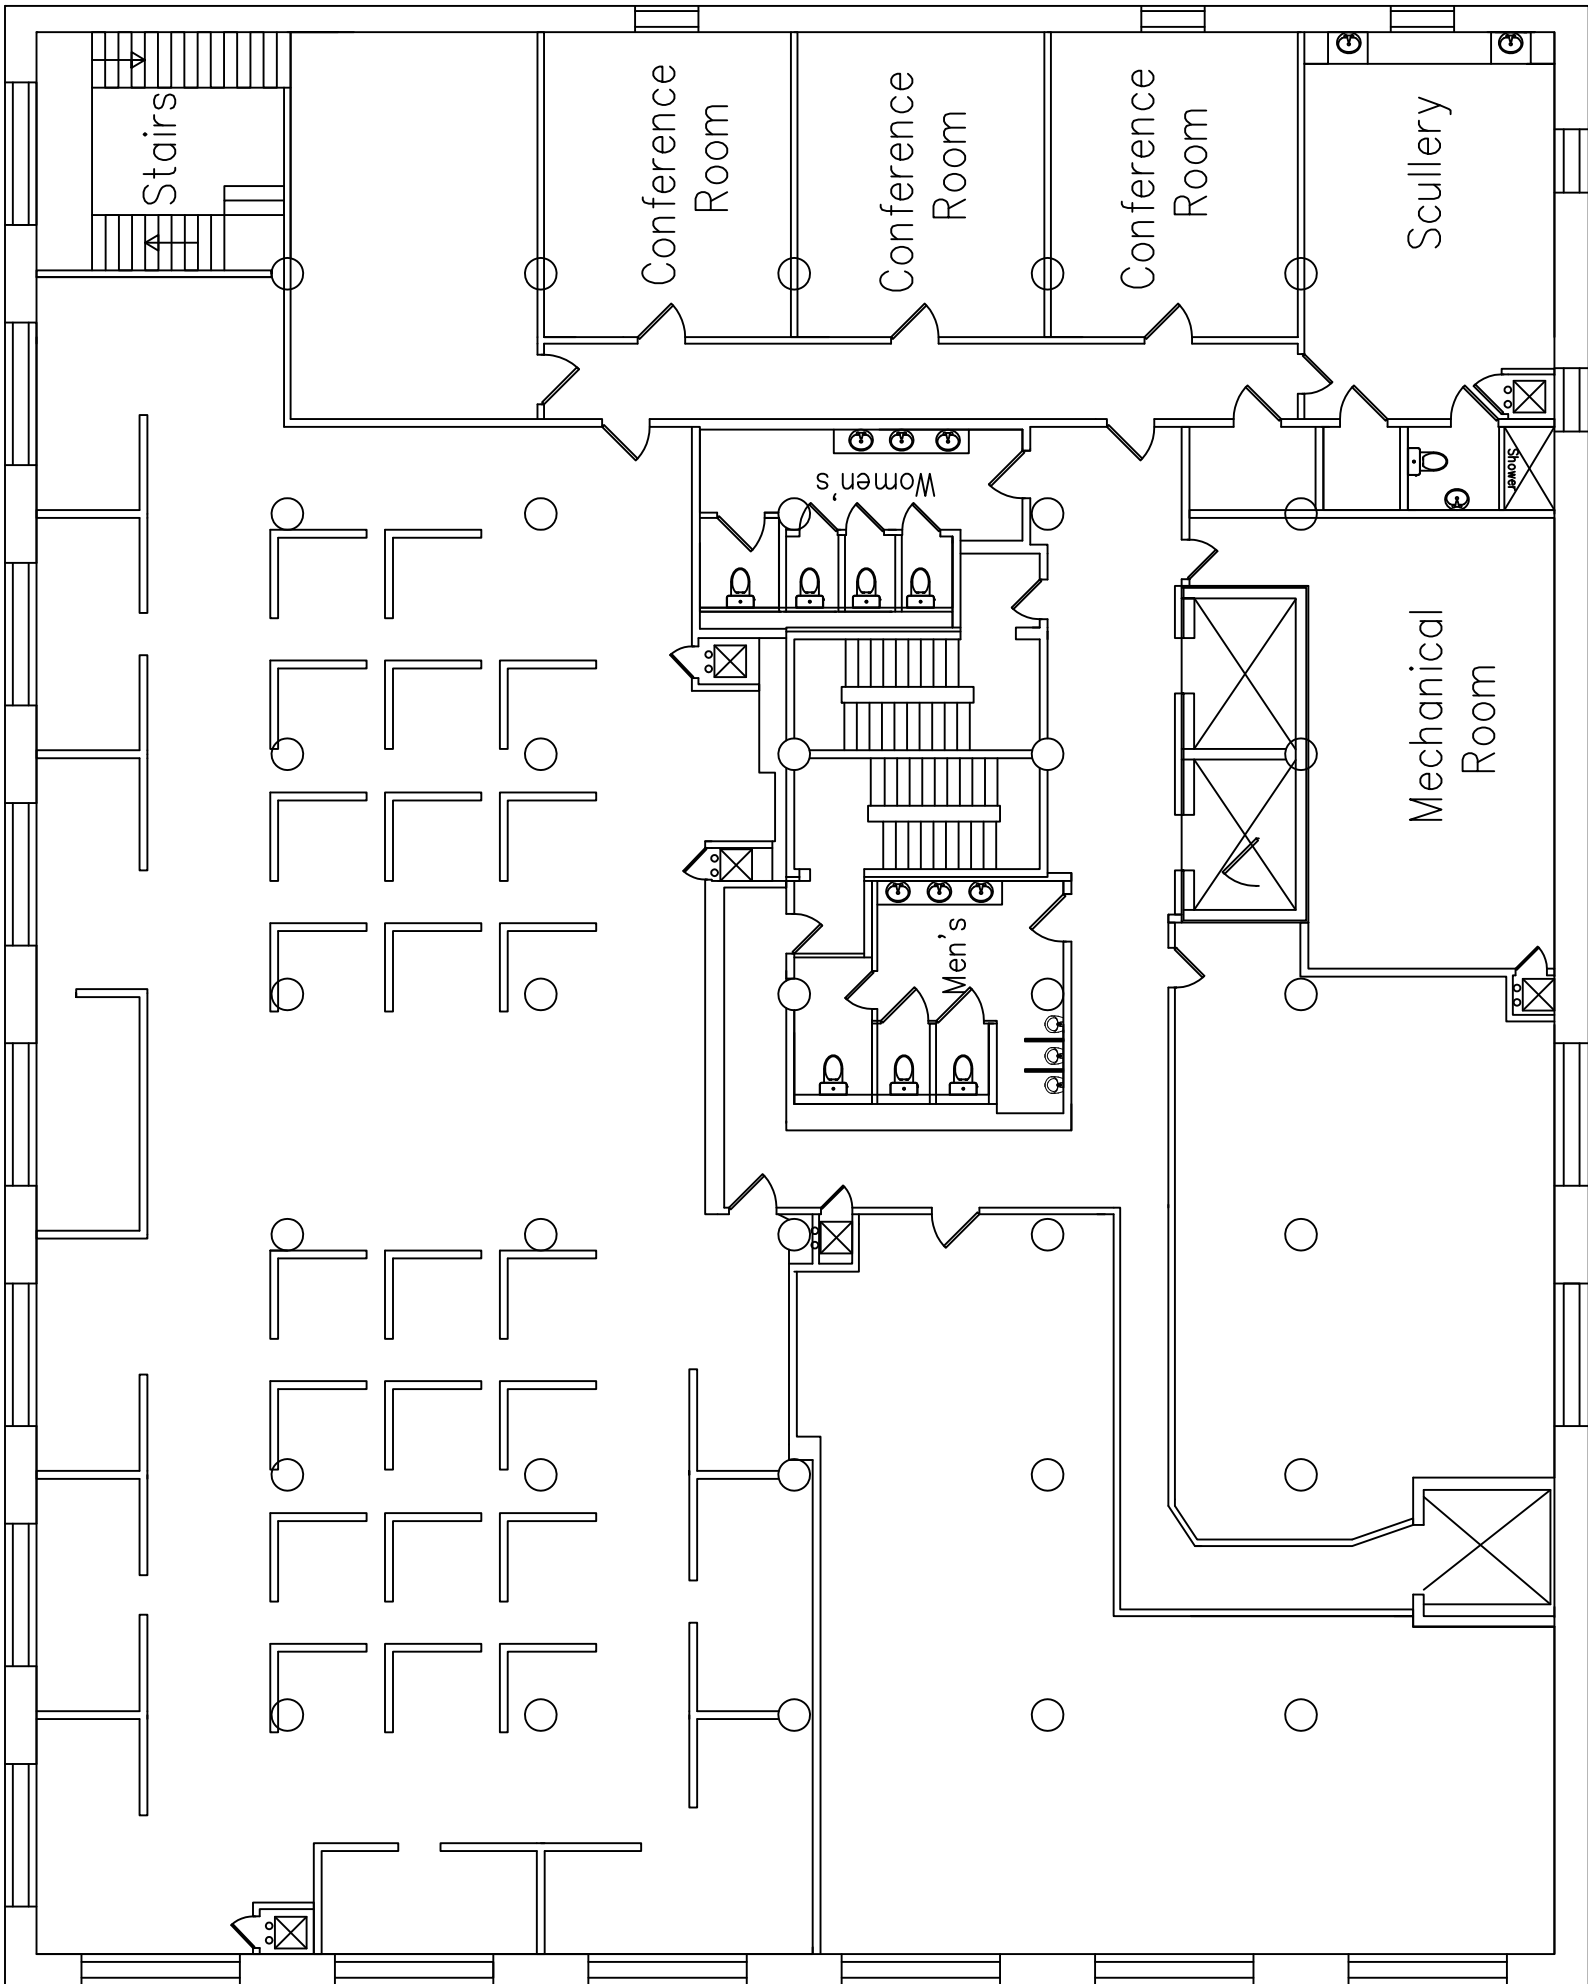 Stairs
Conference
Room
Conference
Room
Conference
Room
Scullery
Women's
Shower
Mechanical
Room
Men's